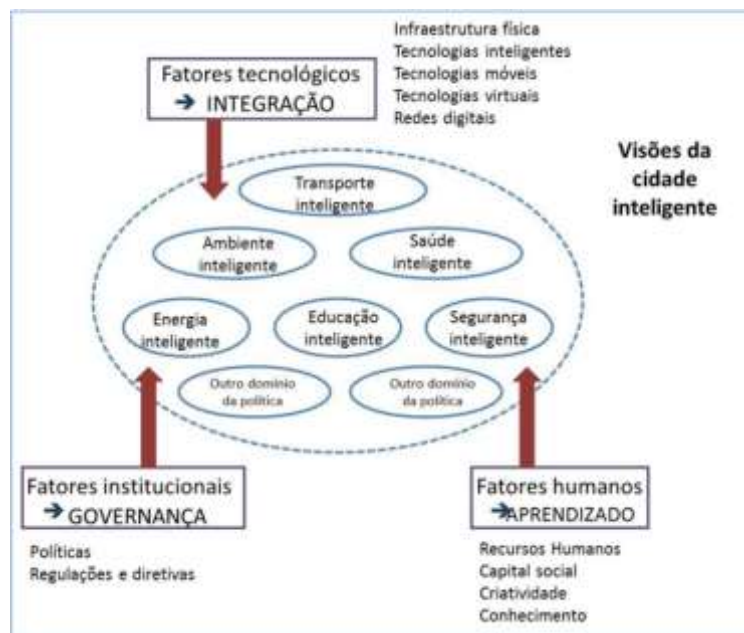 Infraestrutura física
Tecnologias inteligentes
Tecnologias móveis
Tecnologias virtuais
Redes digitais
Fatores tecnológicos
➔ INTEGRAÇÃO
Visões da
cidade
inteligente
Transporte
inteligente
Ambiente
inteligente
Saúde
inteligente
Energia
inteligente
Educação
inteligente
Segurança
inteligente
Outro domínio
da política
Outro domínio
da política
Fatores institucionais
➔ GOVERNANÇA
Políticas
Regulações e diretivas
Fatores humanos
➔ APRENDIZADO
Recursos Humanos
Capital social
Criatividade
Conhecimento